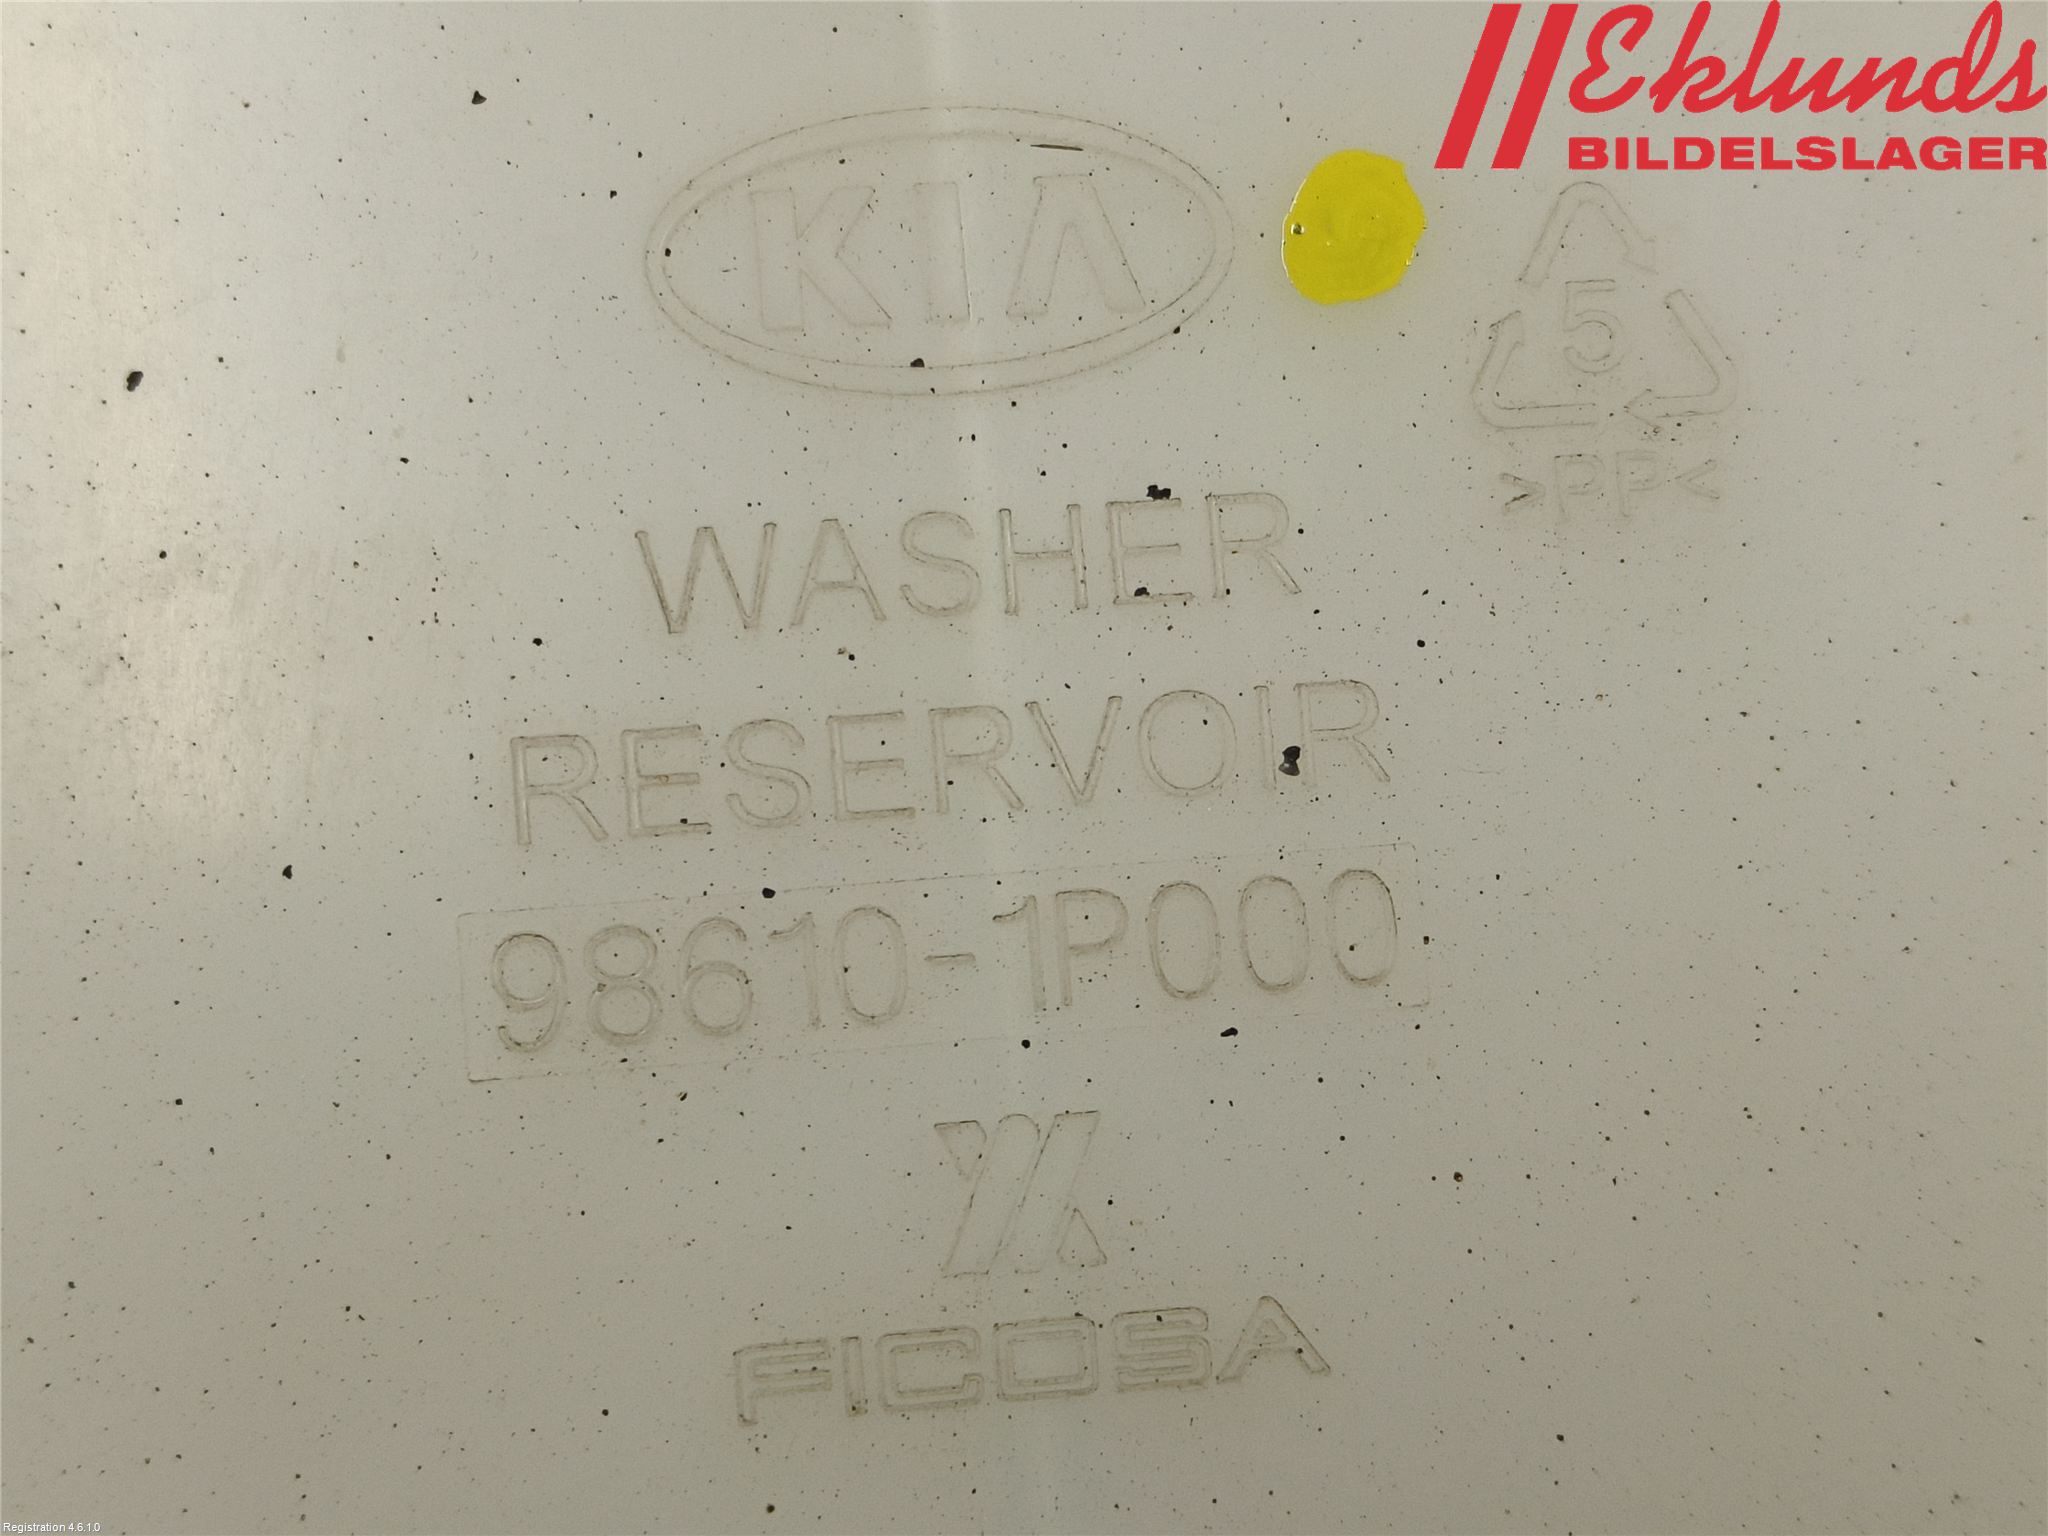 Eklunds
BILDELSLAGER
KIA
5
>PP<
WASHER
RESERVOIR
98610-1P000
FICOSA
Registration 4.6.1.0